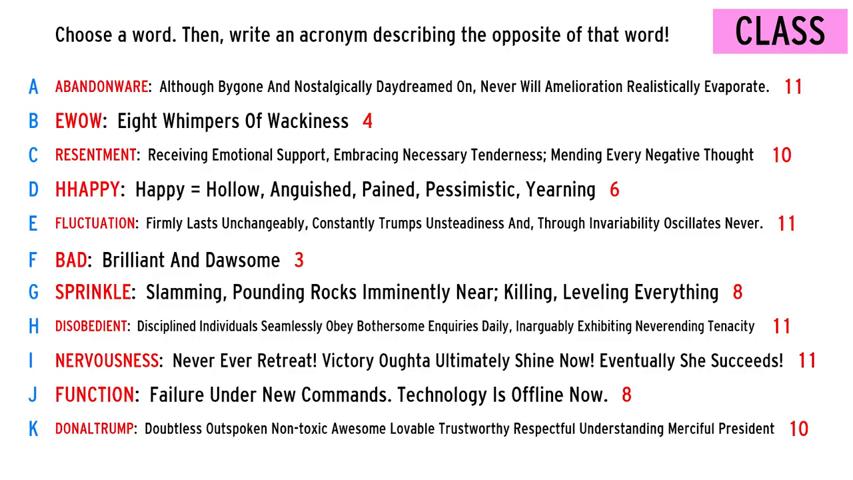 Choose a word. Then, write an acronym describing the opposite of that word! CLASS
A ABANDONWARE: Although Bygone And Nostalgically Daydreamed On, Never Will Amelioration Realistically Evaporate. 11
B EWOW: Eight Whimpers Of Wackiness 4
C RESENTMENT: Receiving Emotional Support, Embracing Necessary Tenderness; Mending Every Negative Thought 10
D HHAPPY: Happy = Hollow, Anguished, Pained, Pessimistic, Yearning 6
E FLUCTUATION: Firmly Lasts Unchangeably, Constantly Trumps Unsteadiness And, Through Invariability Oscillates Never. 11
F BAD: Brilliant And Dawsome 3
G SPRINKLE: Slamming, Pounding Rocks Imminently Near; Killing, Leveling Everything 8
H DISOBEDIENT: Disciplined Individuals Seamlessly Obey Bothersome Enquiries Daily, Inarguably Exhibiting Neverending Tenacity 11
I NERVOUSNESS: Never Ever Retreat! Victory Oughta Ultimately Shine Now! Eventually She Succeeds! 11
J FUNCTION: Failure Under New Commands. Technology Is Offline Now. 8
K DONALTRUMP: Doubtless Outspoken Non-toxic Awesome Lovable Trustworthy Respectful Understanding Merciful President 10